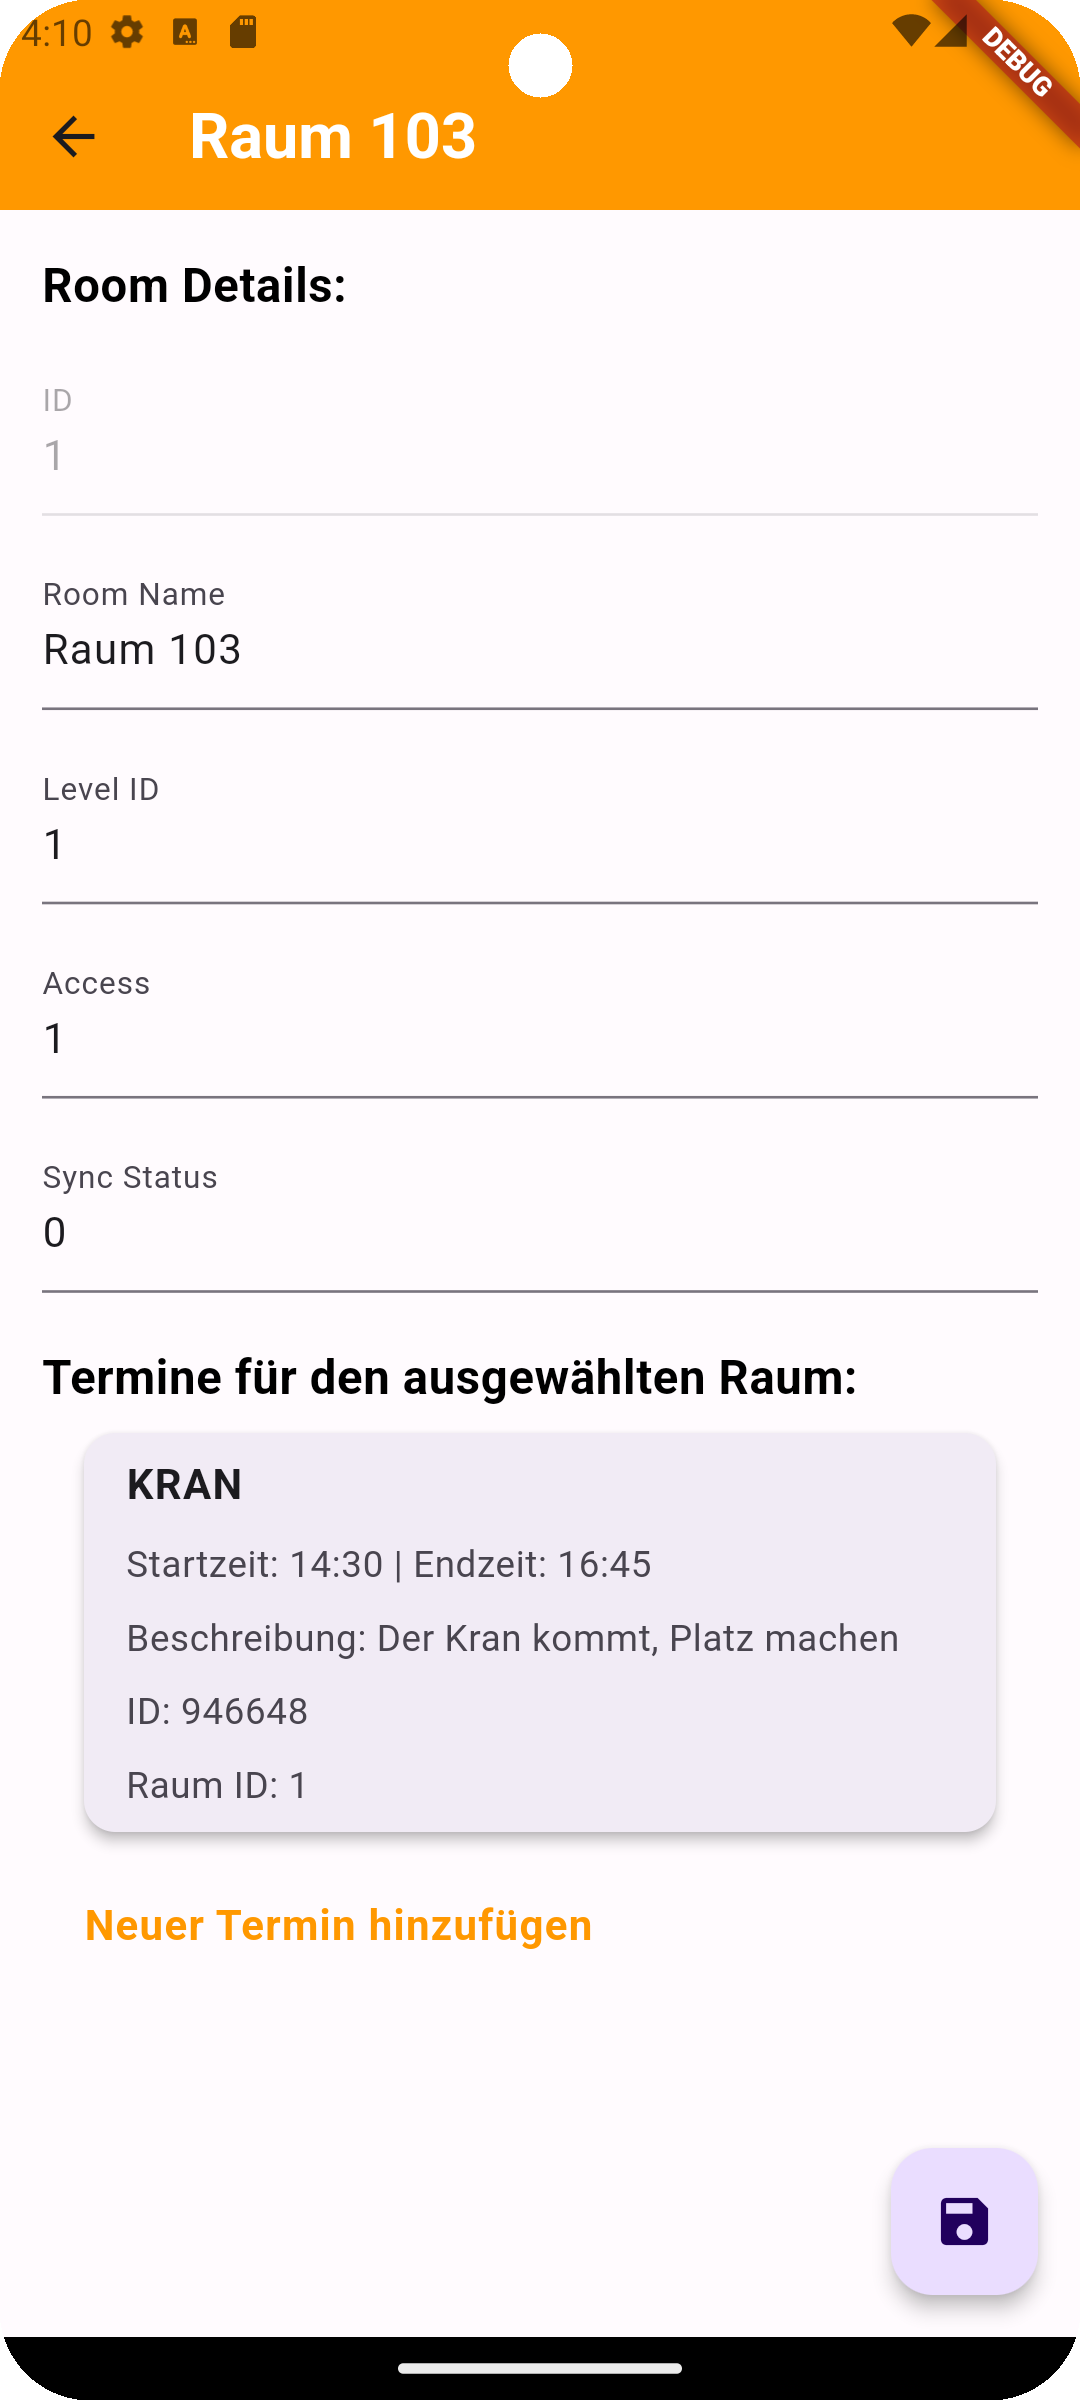 4:10
DEBUG
Raum 103
Room Details:
ID
1
Room Name
Raum 103
Level ID
1
Access
1
Sync Status
0
Termine für den ausgewählten Raum:
KRAN
Startzeit: 14:30 | Endzeit: 16:45
Beschreibung: Der Kran kommt, Platz machen
ID: 946648
Raum ID: 1
Neuer Termin hinzufügen